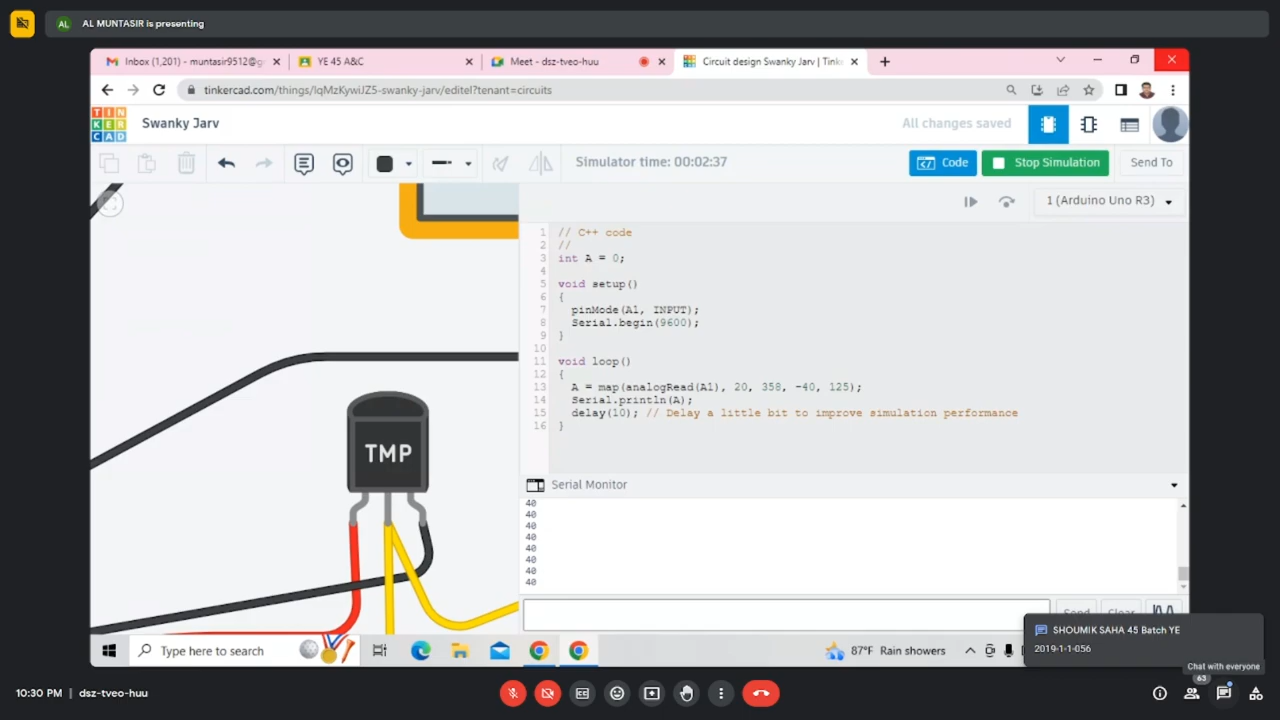 AL AL MUNTASIR is presenting
Inbox (1,201) - muntasir9512@g
YE 45 A&C
Meet - dsz-tveo-huu
Circuit design Swanky Jarv | Tink
tinkercad.com/things/lqMzKywiJZ5-swanky-jarv/editel?tenant=circuits
TIN
KER
CAD
Swanky Jarv
All changes saved
Simulator time: 00:02:37
Code
Stop Simulation
Send To
1 (Arduino Uno R3)
1 // C++ code
2 //
3 int A = 0;
4
5 void setup()
6 {
7 pinMode(A1, INPUT);
8 Serial.begin(9600);
9 }
10
11 void loop()
12 {
13 A = map(analogRead(A1), 20, 358, -40, 125);
14 Serial.println(A);
15 delay(10); // Delay a little bit to improve simulation performance
16 }
TMP
Serial Monitor
40
40
40
40
40
40
40
40
Send
Clear
SHOUMIK SAHA 45 Batch YE
2019-1-1-056
Type here to search
87°F Rain showers
Chat with everyone
10:30 PM | dsz-tveo-huu
63